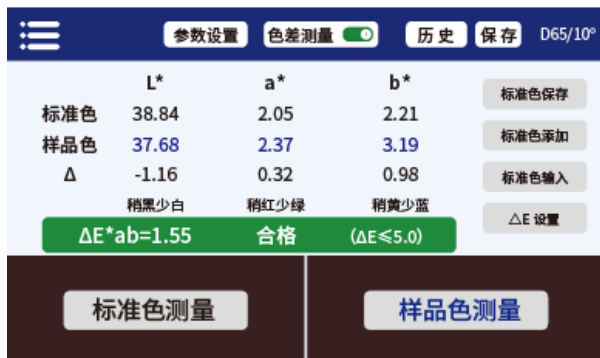 参数设置 色差测量 历史 保存 D65/10°
L* a* b*
标准色 38.84 2.05 2.21
样品色 37.68 2.37 3.19
Δ -1.16 0.32 0.98
稍黑少白 稍红少绿 稍黄少蓝
ΔE*ab=1.55 合格 (ΔE≤5.0)
标准色保存
标准色添加
标准色输入
△E 设置
标准色测量 样品色测量